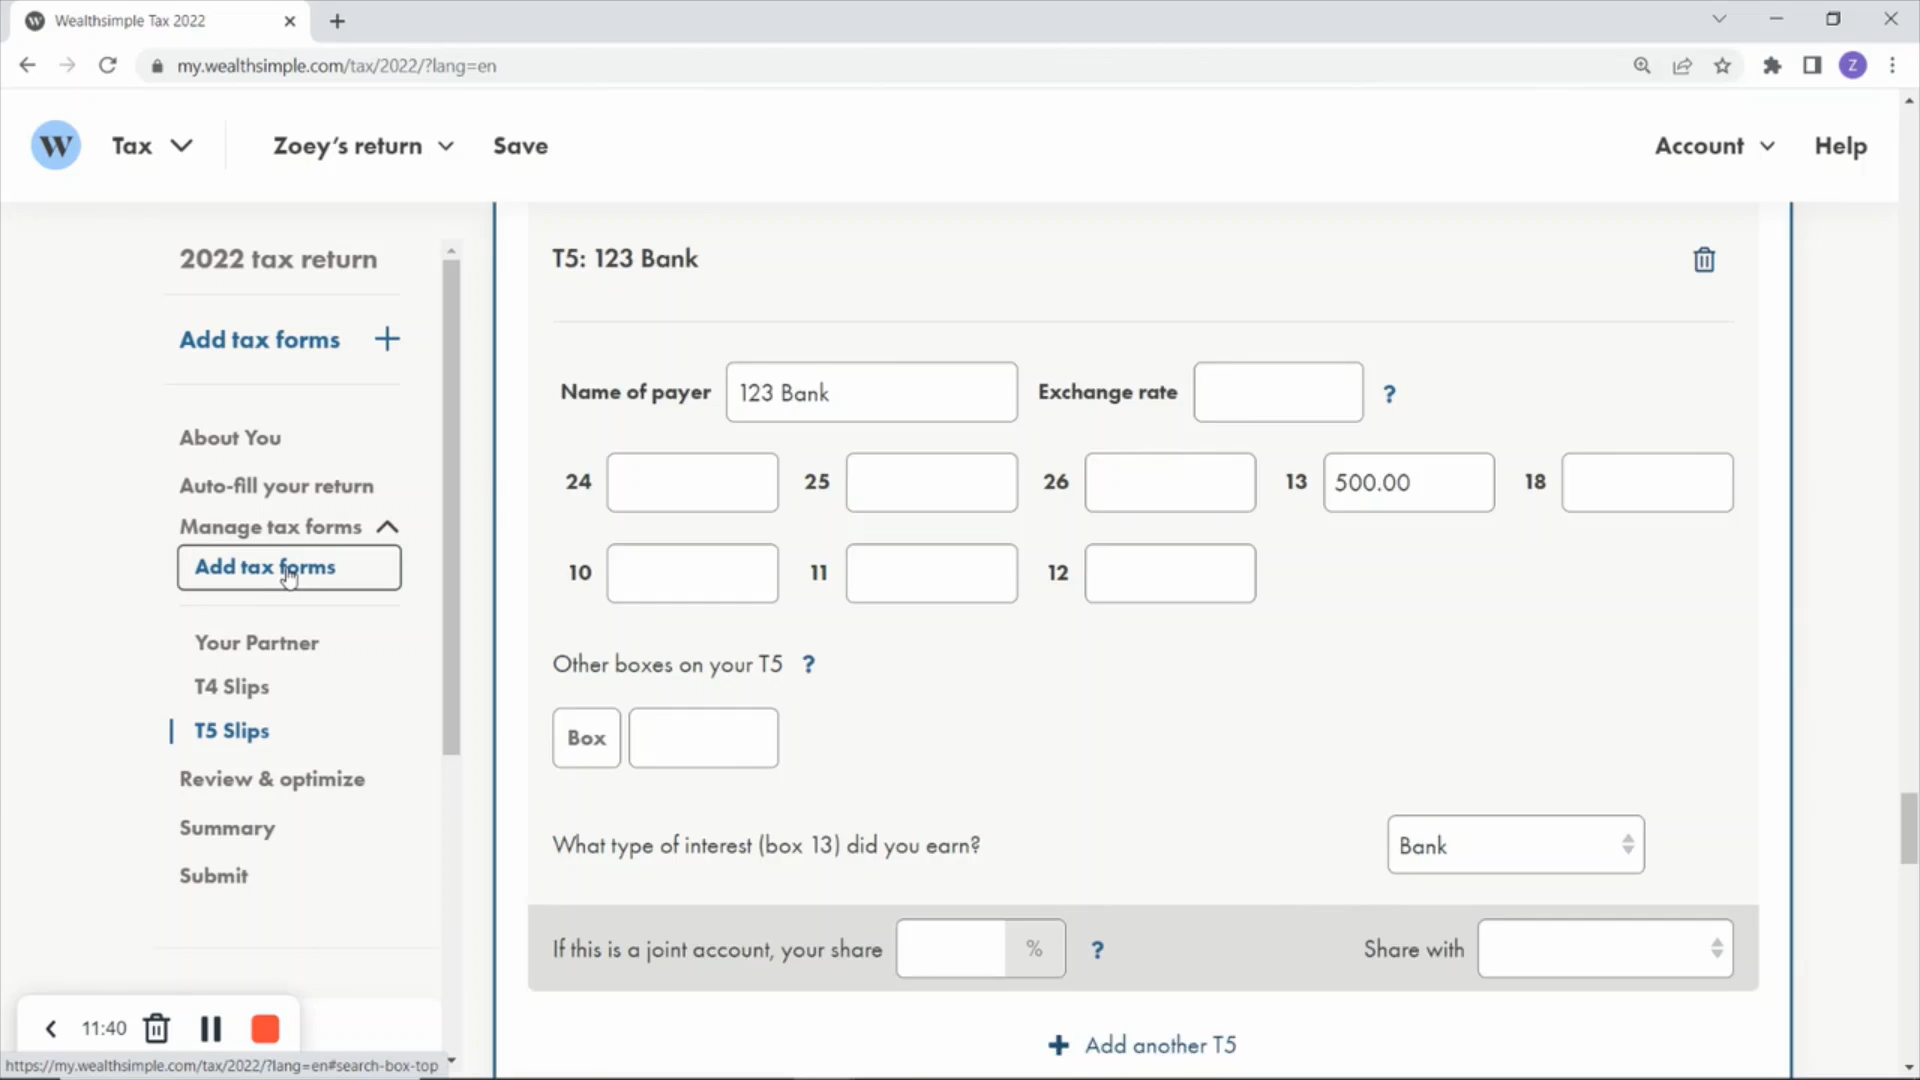 Wealthsimple Tax 2022
my.wealthsimple.com/tax/2022/?lang=en
Z
W Tax Zoey's return Save Account Help
2022 tax return
Add tax forms
About You
Auto-fill your return
Manage tax forms
Add tax forms
Your Partner
T4 Slips
T5 Slips
Review & optimize
Summary
Submit
T5: 123 Bank
Name of payer 123 Bank Exchange rate ?
24 25 26 13 500.00 18
10 11 12
Other boxes on your T5 ?
Box
What type of interest (box 13) did you earn? Bank
If this is a joint account, your share % ? Share with
+ Add another T5
11:40
https://my.wealthsimple.com/tax/2022/?lang=en#search-box-top